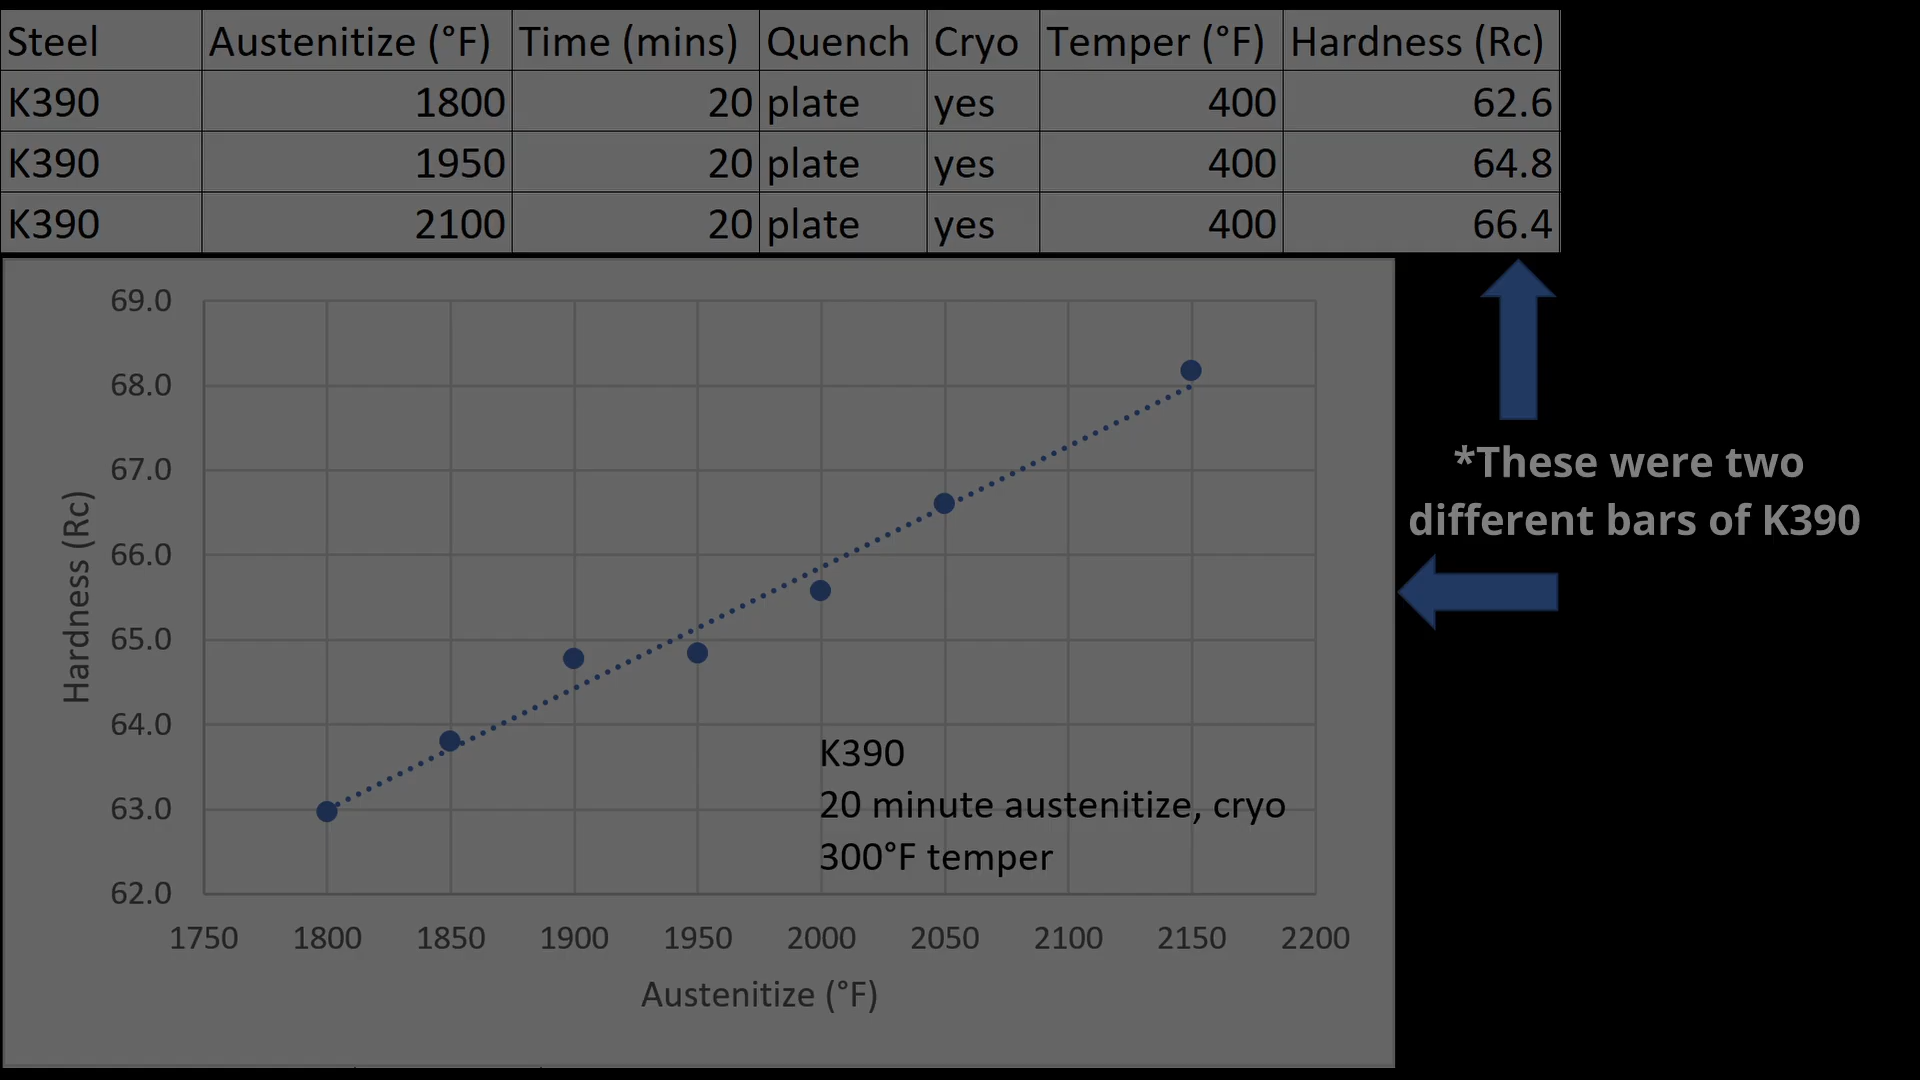 Steel Austenitize (°F) Time (mins) Quench Cryo Temper (°F) Hardness (Rc)
K390 1800 20 plate yes 400 62.6
K390 1950 20 plate yes 400 64.8
K390 2100 20 plate yes 400 66.4
69.0
68.0
67.0
66.0
65.0
64.0
63.0
62.0
Hardness (Rc)
K390
20 minute austenitize, cryo
300°F temper
1750 1800 1850 1900 1950 2000 2050 2100 2150 2200
Austenitize (°F)
*These were two
different bars of K390